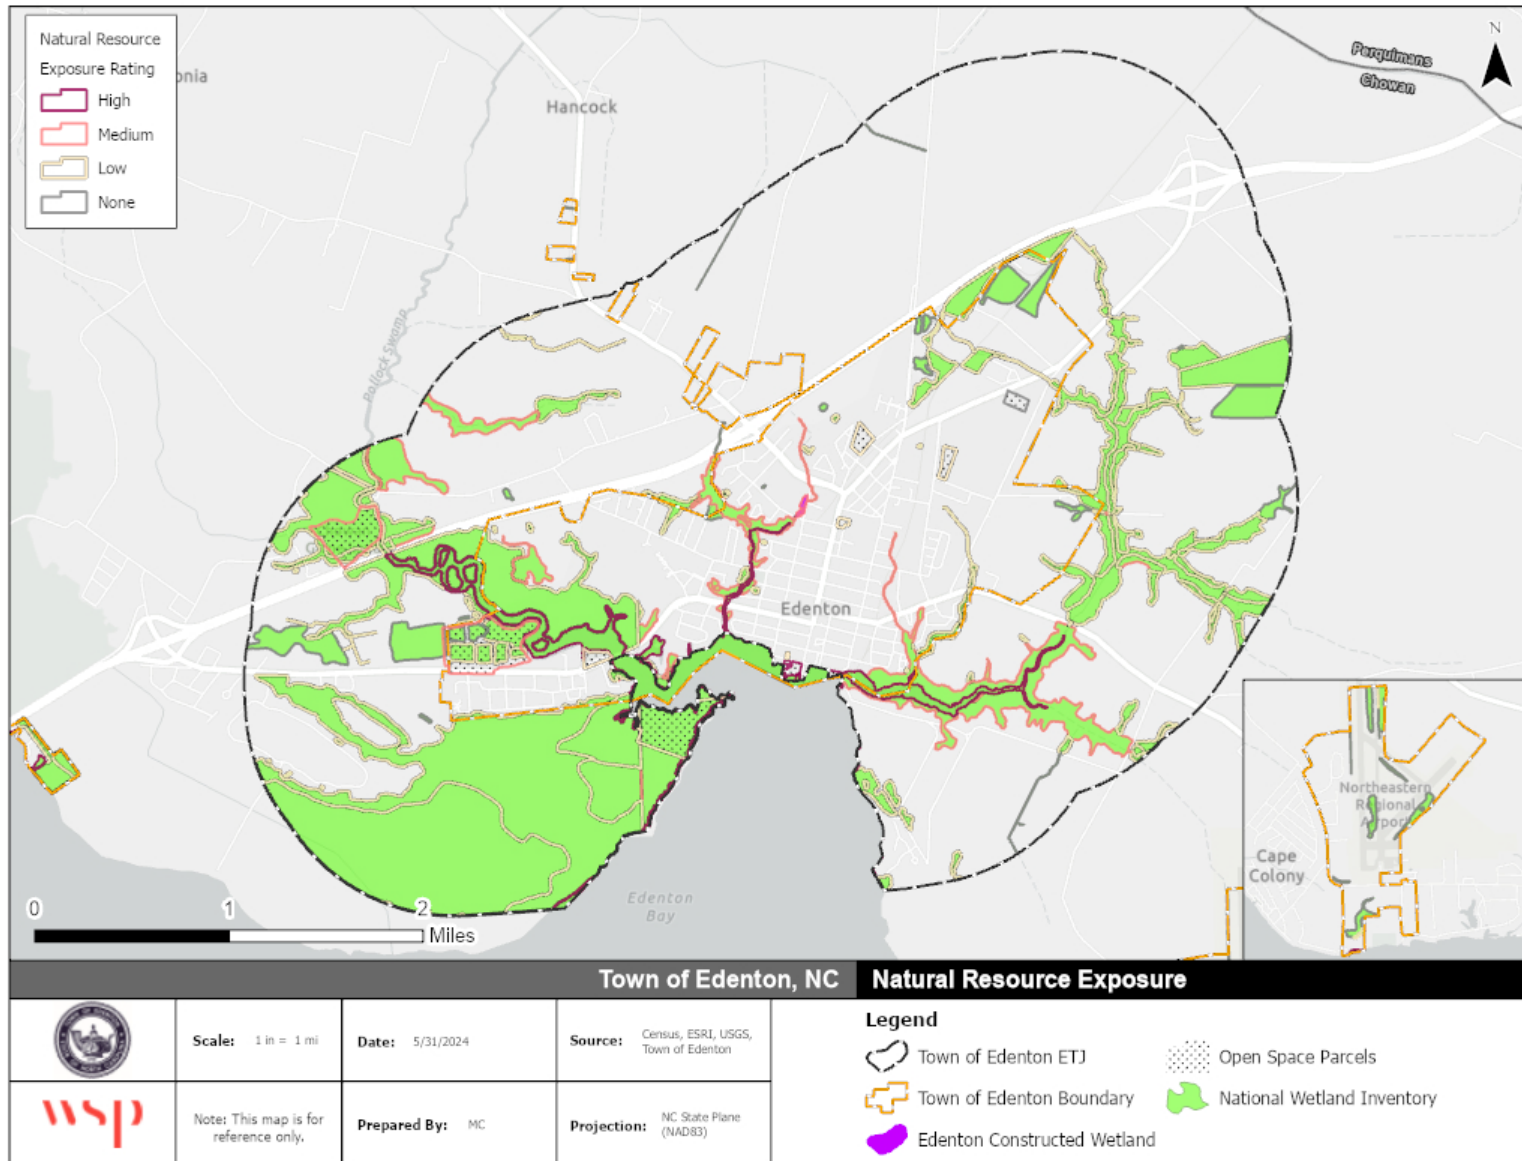 Natural Resource
Exposure Rating
High
Medium
Low
None
onia
Hancock
Perquimans
Chowan
N
Pollock Swamp
Edenton
Edenton
Bay
0 1 2
Miles
Northeastern
Regional
Airport
Cape
Colony
Town of Edenton, NC Natural Resource Exposure
Scale: 1 in = 1 mi
Date: 5/31/2024
Source: Census, ESRI, USGS,
Town of Edenton
wsp
Note: This map is for
reference only.
Prepared By: MC
Projection: NC State Plane
(NAD83)
Legend
Town of Edenton ETJ
Town of Edenton Boundary
Edenton Constructed Wetland
Open Space Parcels
National Wetland Inventory